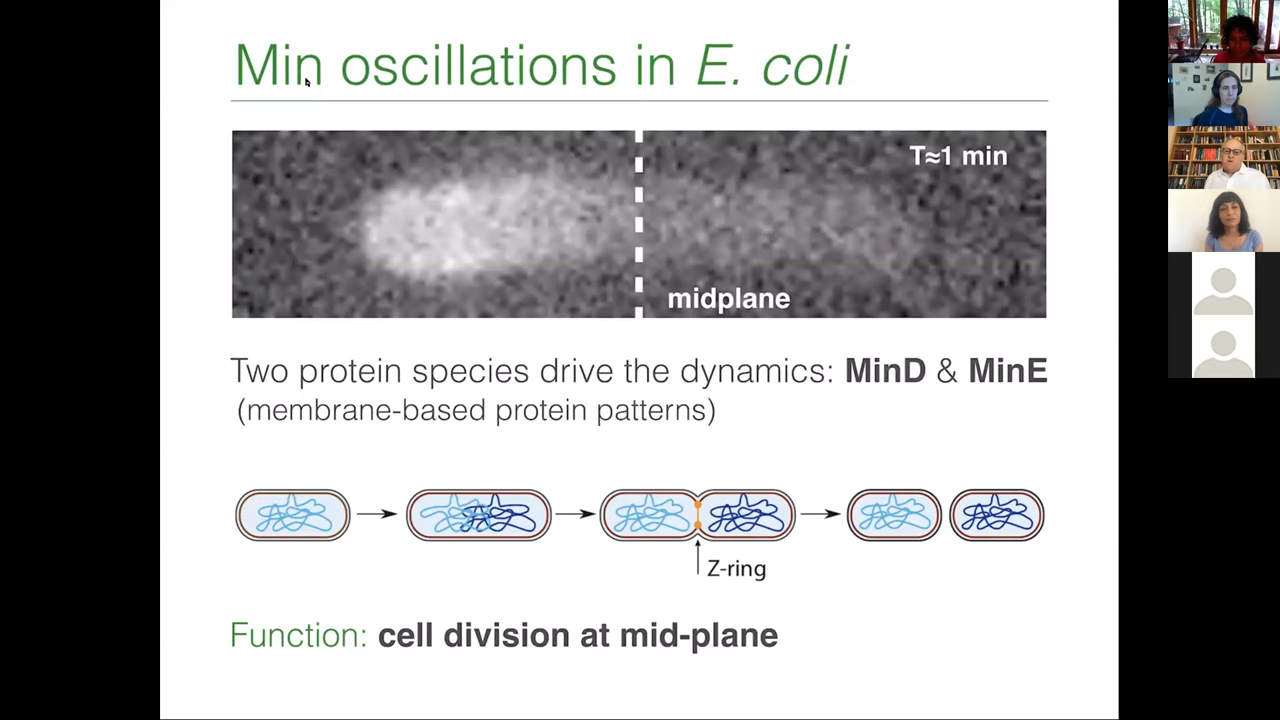 Min oscillations in E. coli
T≈1 min
midplane
Two protein species drive the dynamics: MinD & MinE
(membrane-based protein patterns)
Z-ring
Function: cell division at mid-plane